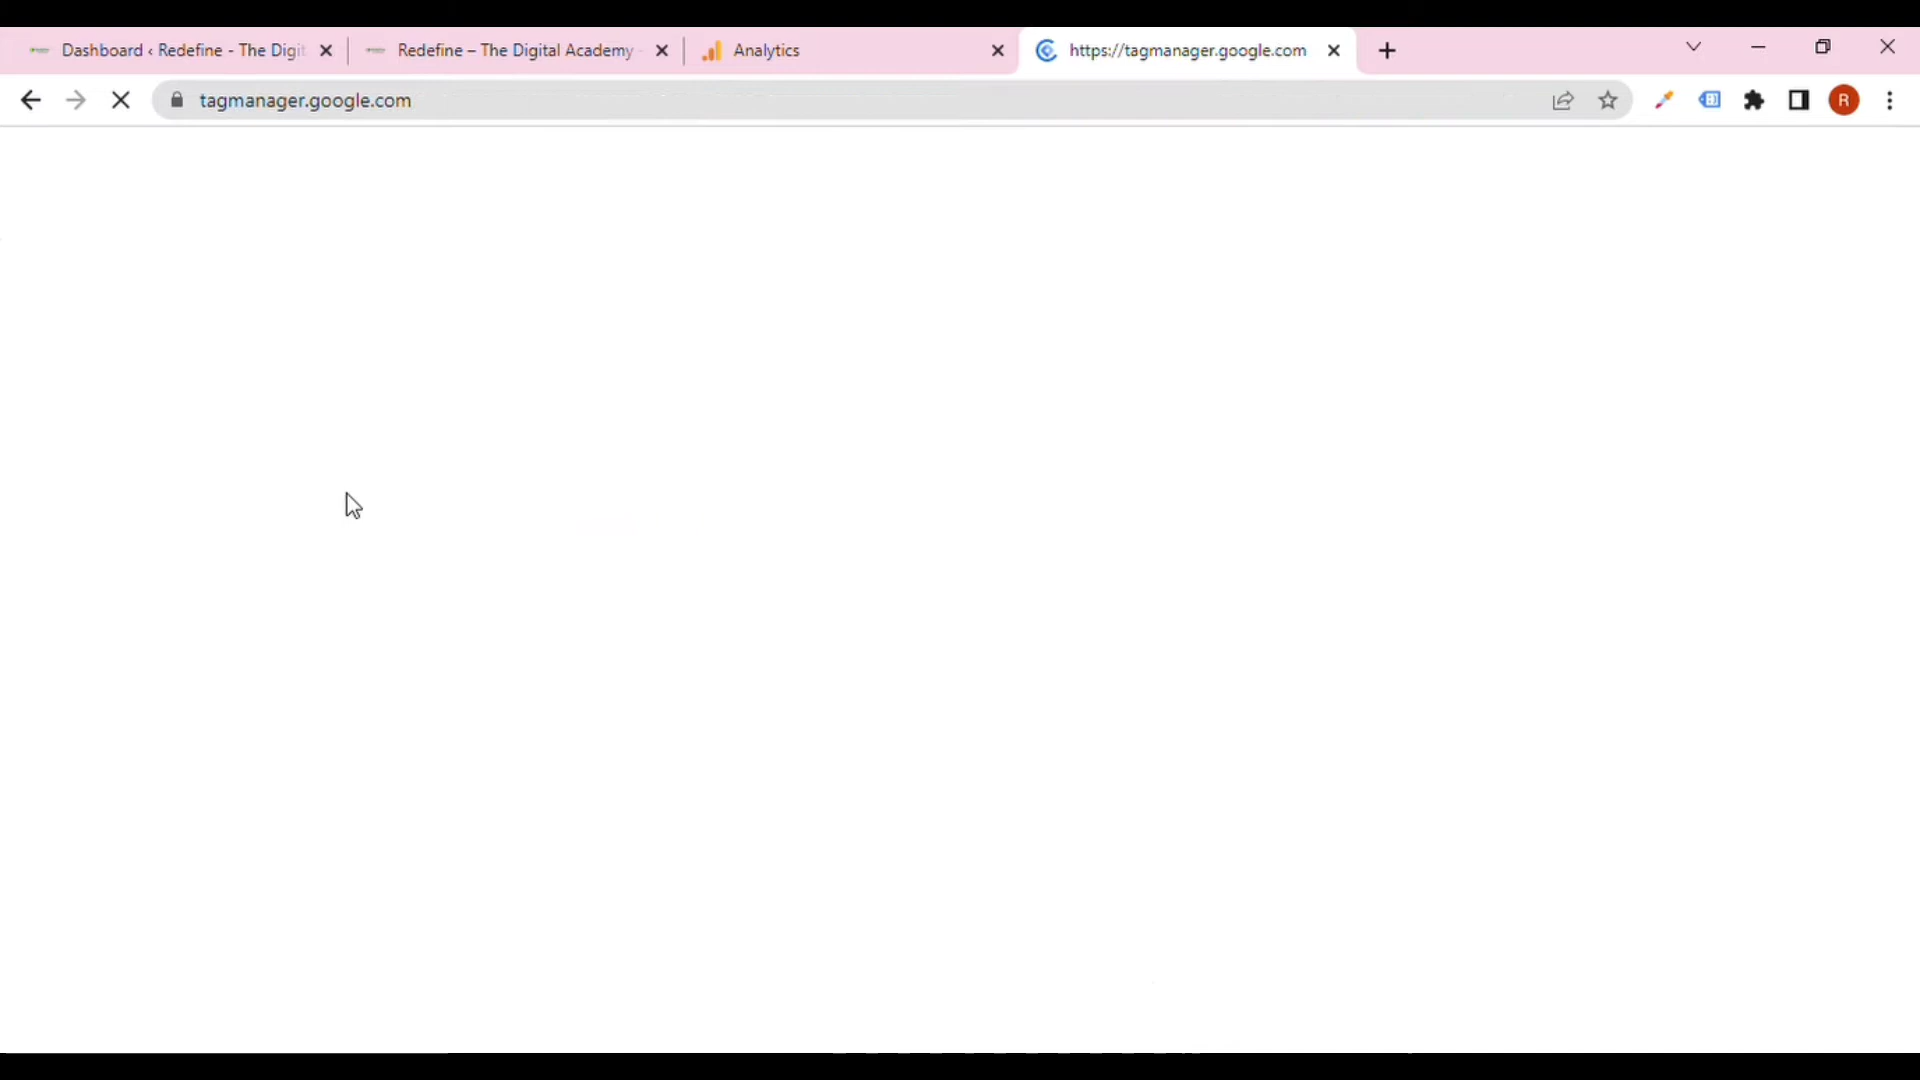 Dashboard ‹ Redefine - The Digit
Redefine – The Digital Academy
Analytics
https://tagmanager.google.com
tagmanager.google.com
R